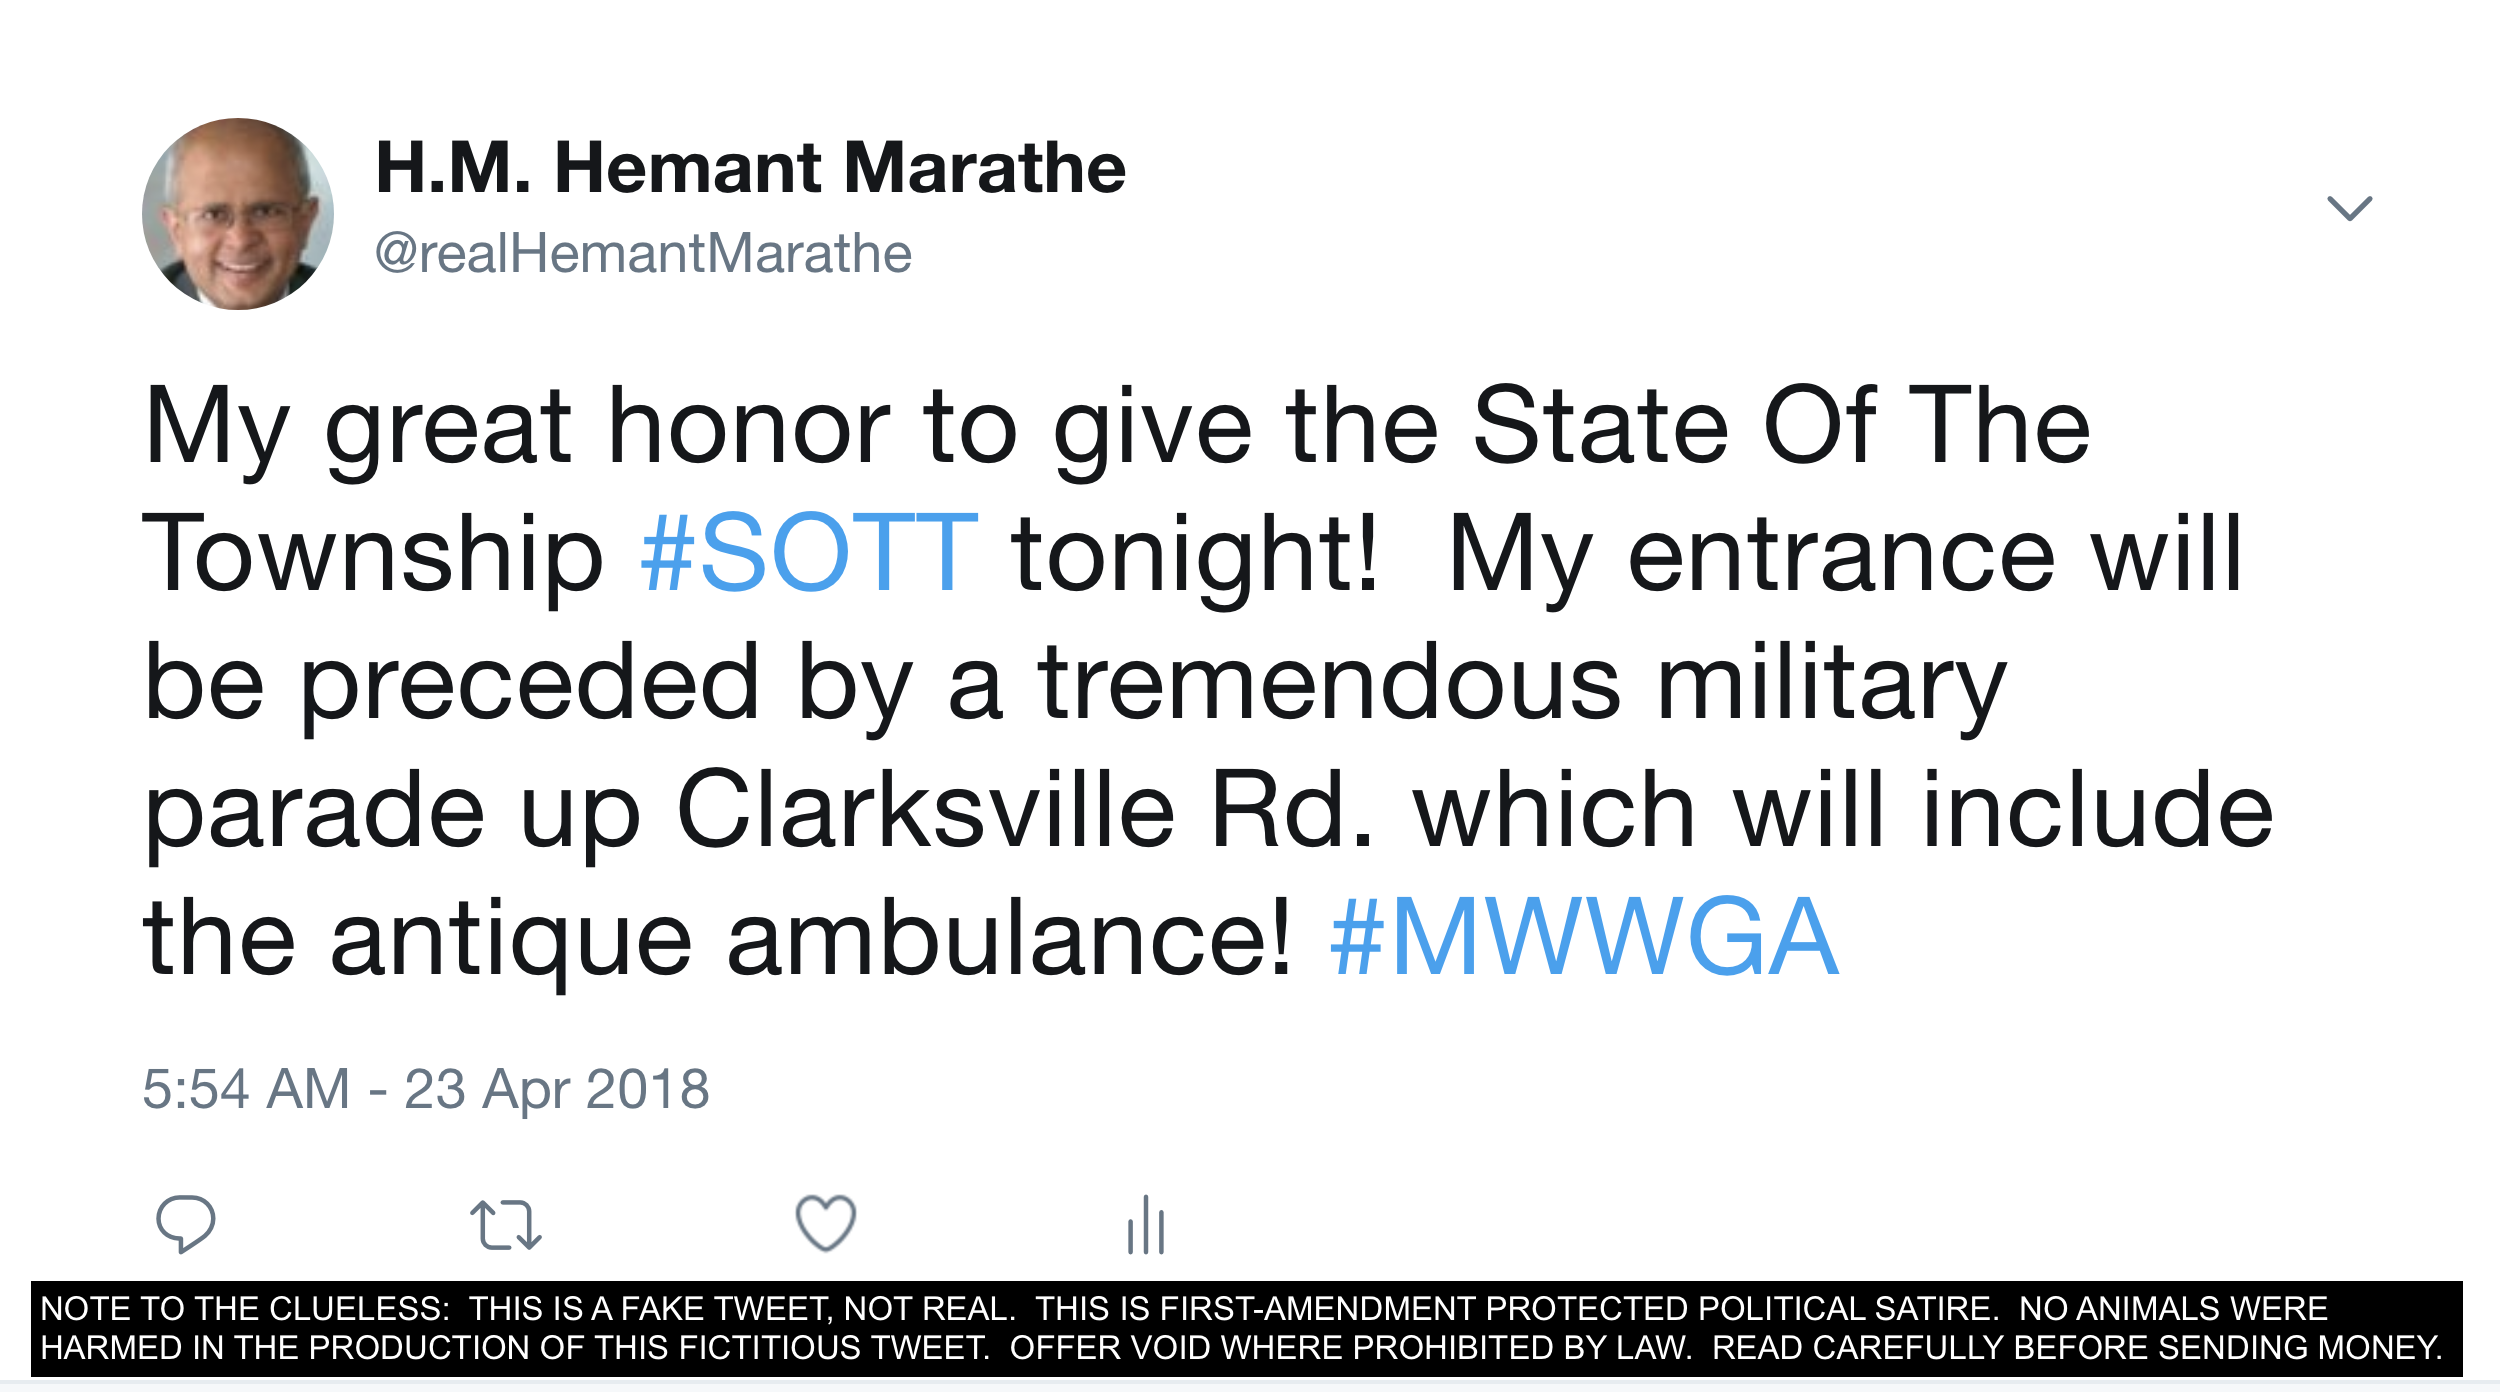 H.M. Hemant Marathe
@realHemantMarathe
My great honor to give the State Of The
Township #SOTT tonight!  My entrance will
be preceded by a tremendous military
parade up Clarksville Rd. which will include
the antique ambulance! #MWWGA
5:54 AM - 23 Apr 2018
NOTE TO THE CLUELESS:  THIS IS A FAKE TWEET, NOT REAL.  THIS IS FIRST-AMENDMENT PROTECTED POLITICAL SATIRE.  NO ANIMALS WERE
HARMED IN THE PRODUCTION OF THIS FICTITIOUS TWEET.  OFFER VOID WHERE PROHIBITED BY LAW.  READ CAREFULLY BEFORE SENDING MONEY.